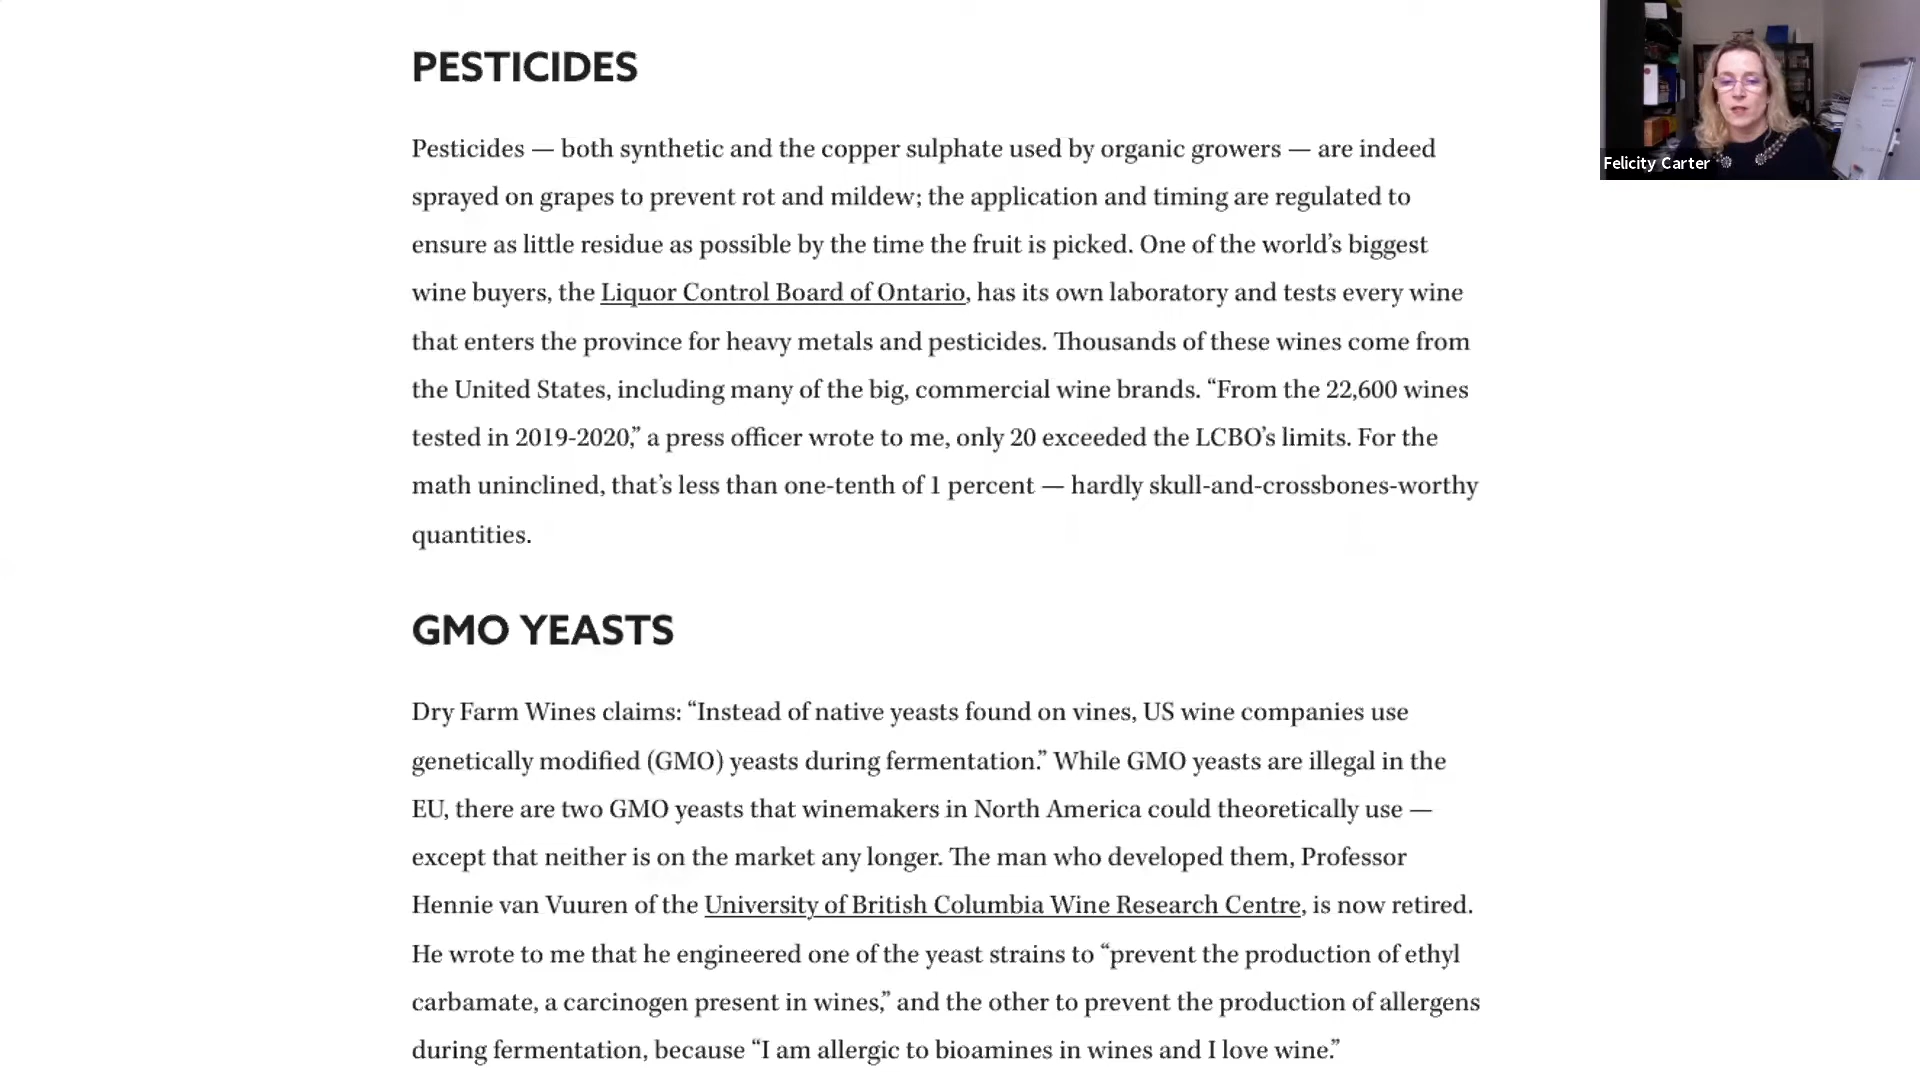 PESTICIDES
Pesticides — both synthetic and the copper sulphate used by organic growers — are indeed
sprayed on grapes to prevent rot and mildew; the application and timing are regulated to
ensure as little residue as possible by the time the fruit is picked. One of the world’s biggest
wine buyers, the Liquor Control Board of Ontario, has its own laboratory and tests every wine
that enters the province for heavy metals and pesticides. Thousands of these wines come from
the United States, including many of the big, commercial wine brands. “From the 22,600 wines
tested in 2019-2020,” a press officer wrote to me, only 20 exceeded the LCBO’s limits. For the
math uninclined, that’s less than one-tenth of 1 percent — hardly skull-and-crossbones-worthy
quantities.
GMO YEASTS
Dry Farm Wines claims: “Instead of native yeasts found on vines, US wine companies use
genetically modified (GMO) yeasts during fermentation.” While GMO yeasts are illegal in the
EU, there are two GMO yeasts that winemakers in North America could theoretically use —
except that neither is on the market any longer. The man who developed them, Professor
Hennie van Vuuren of the University of British Columbia Wine Research Centre, is now retired.
He wrote to me that he engineered one of the yeast strains to “prevent the production of ethyl
carbamate, a carcinogen present in wines,” and the other to prevent the production of allergens
during fermentation, because “I am allergic to bioamines in wines and I love wine.”
Felicity Carter